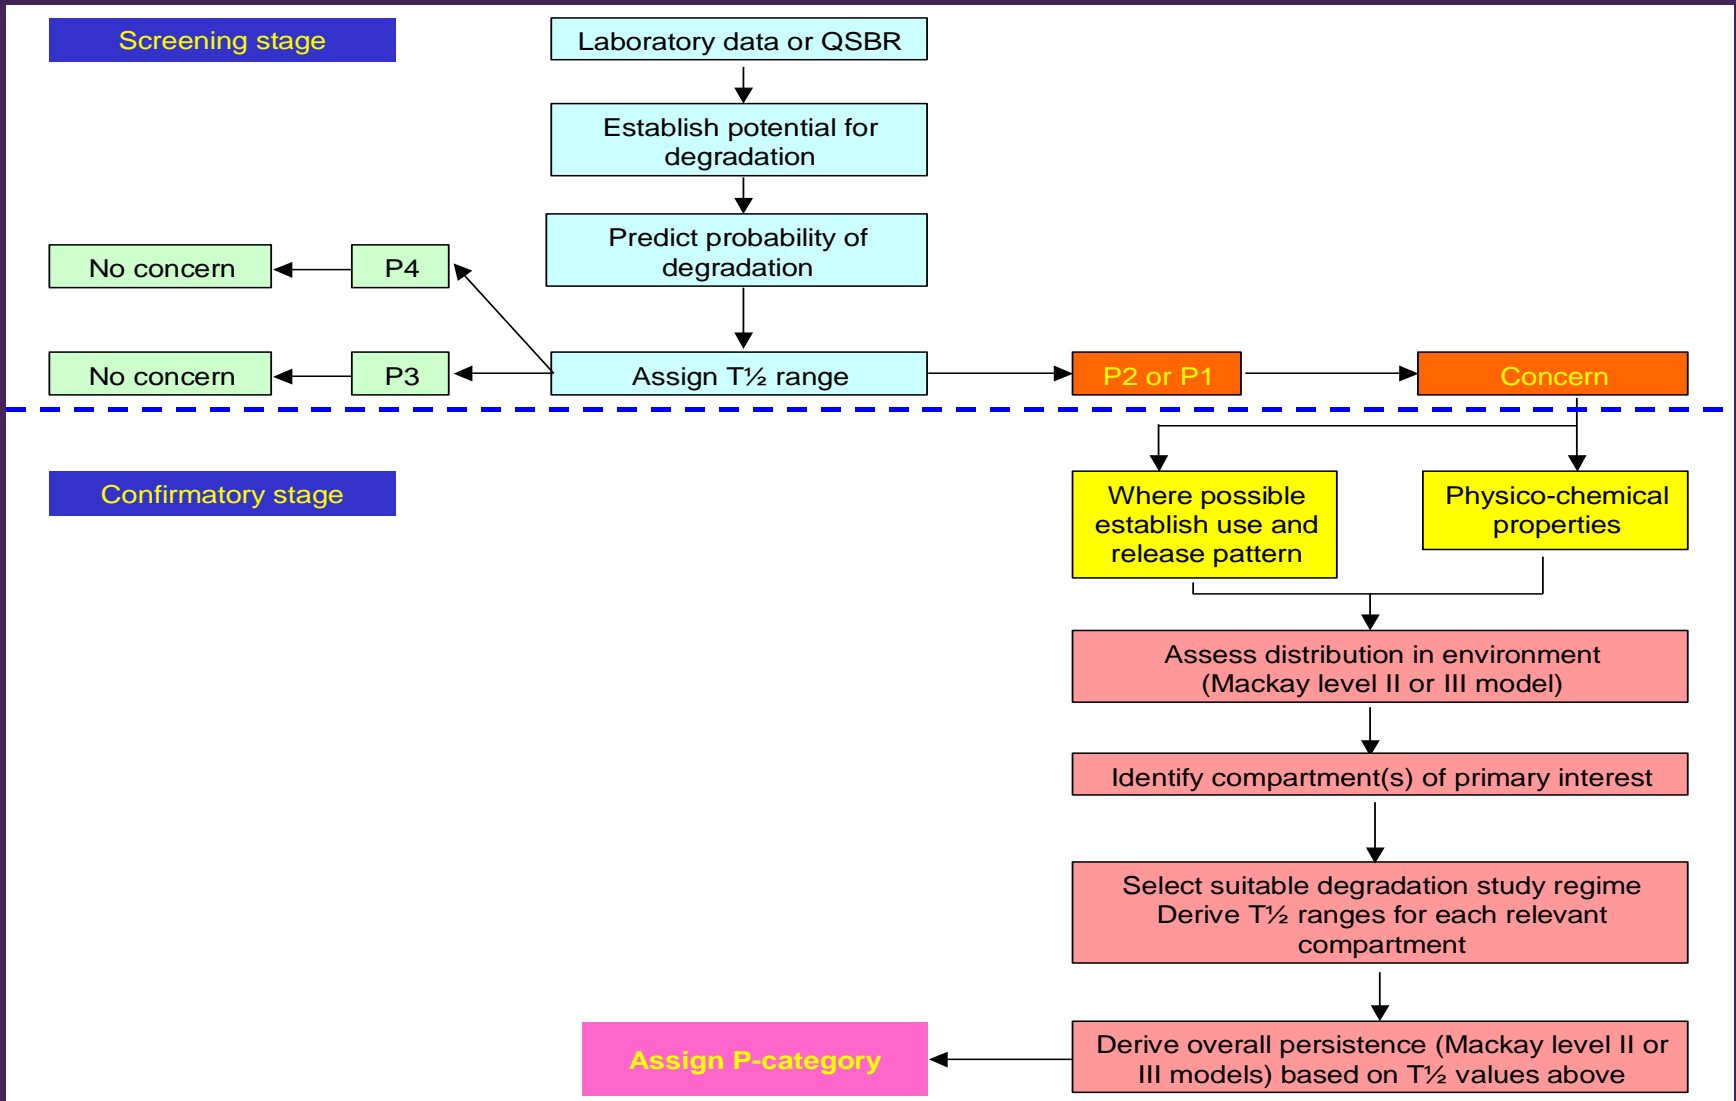 Screening stage
Laboratory data or QSBR
Establish potential for
degradation
Predict probability of
degradation
No concern
P4
No concern
P3
Assign T½ range
P2 or P1
Concern
Confirmatory stage
Where possible
establish use and
release pattern
Physico-chemical
properties
Assess distribution in environment
(Mackay level II or III model)
Identify compartment(s) of primary interest
Select suitable degradation study regime
Derive T½ ranges for each relevant
compartment
Assign P-category
Derive overall persistence (Mackay level II or
III models) based on T½ values above